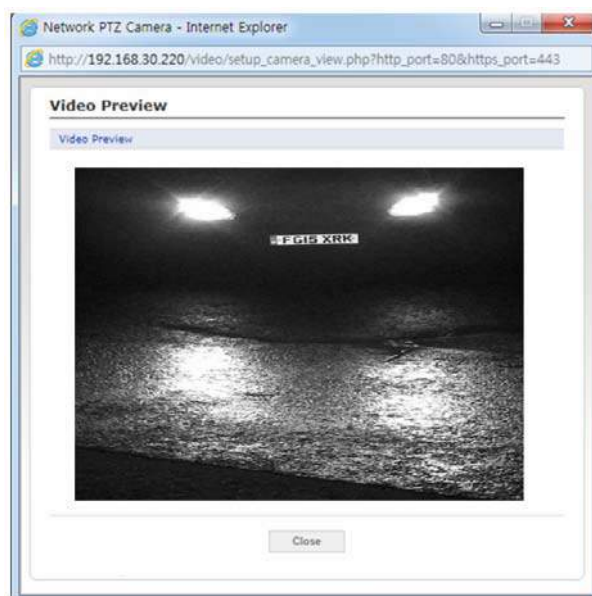 Network PTZ Camera - Internet Explorer
http://192.168.30.220/video/setup_camera_view.php?http_port=80&https_port=443
Video Preview
Video Preview
FG15 XRK
Close